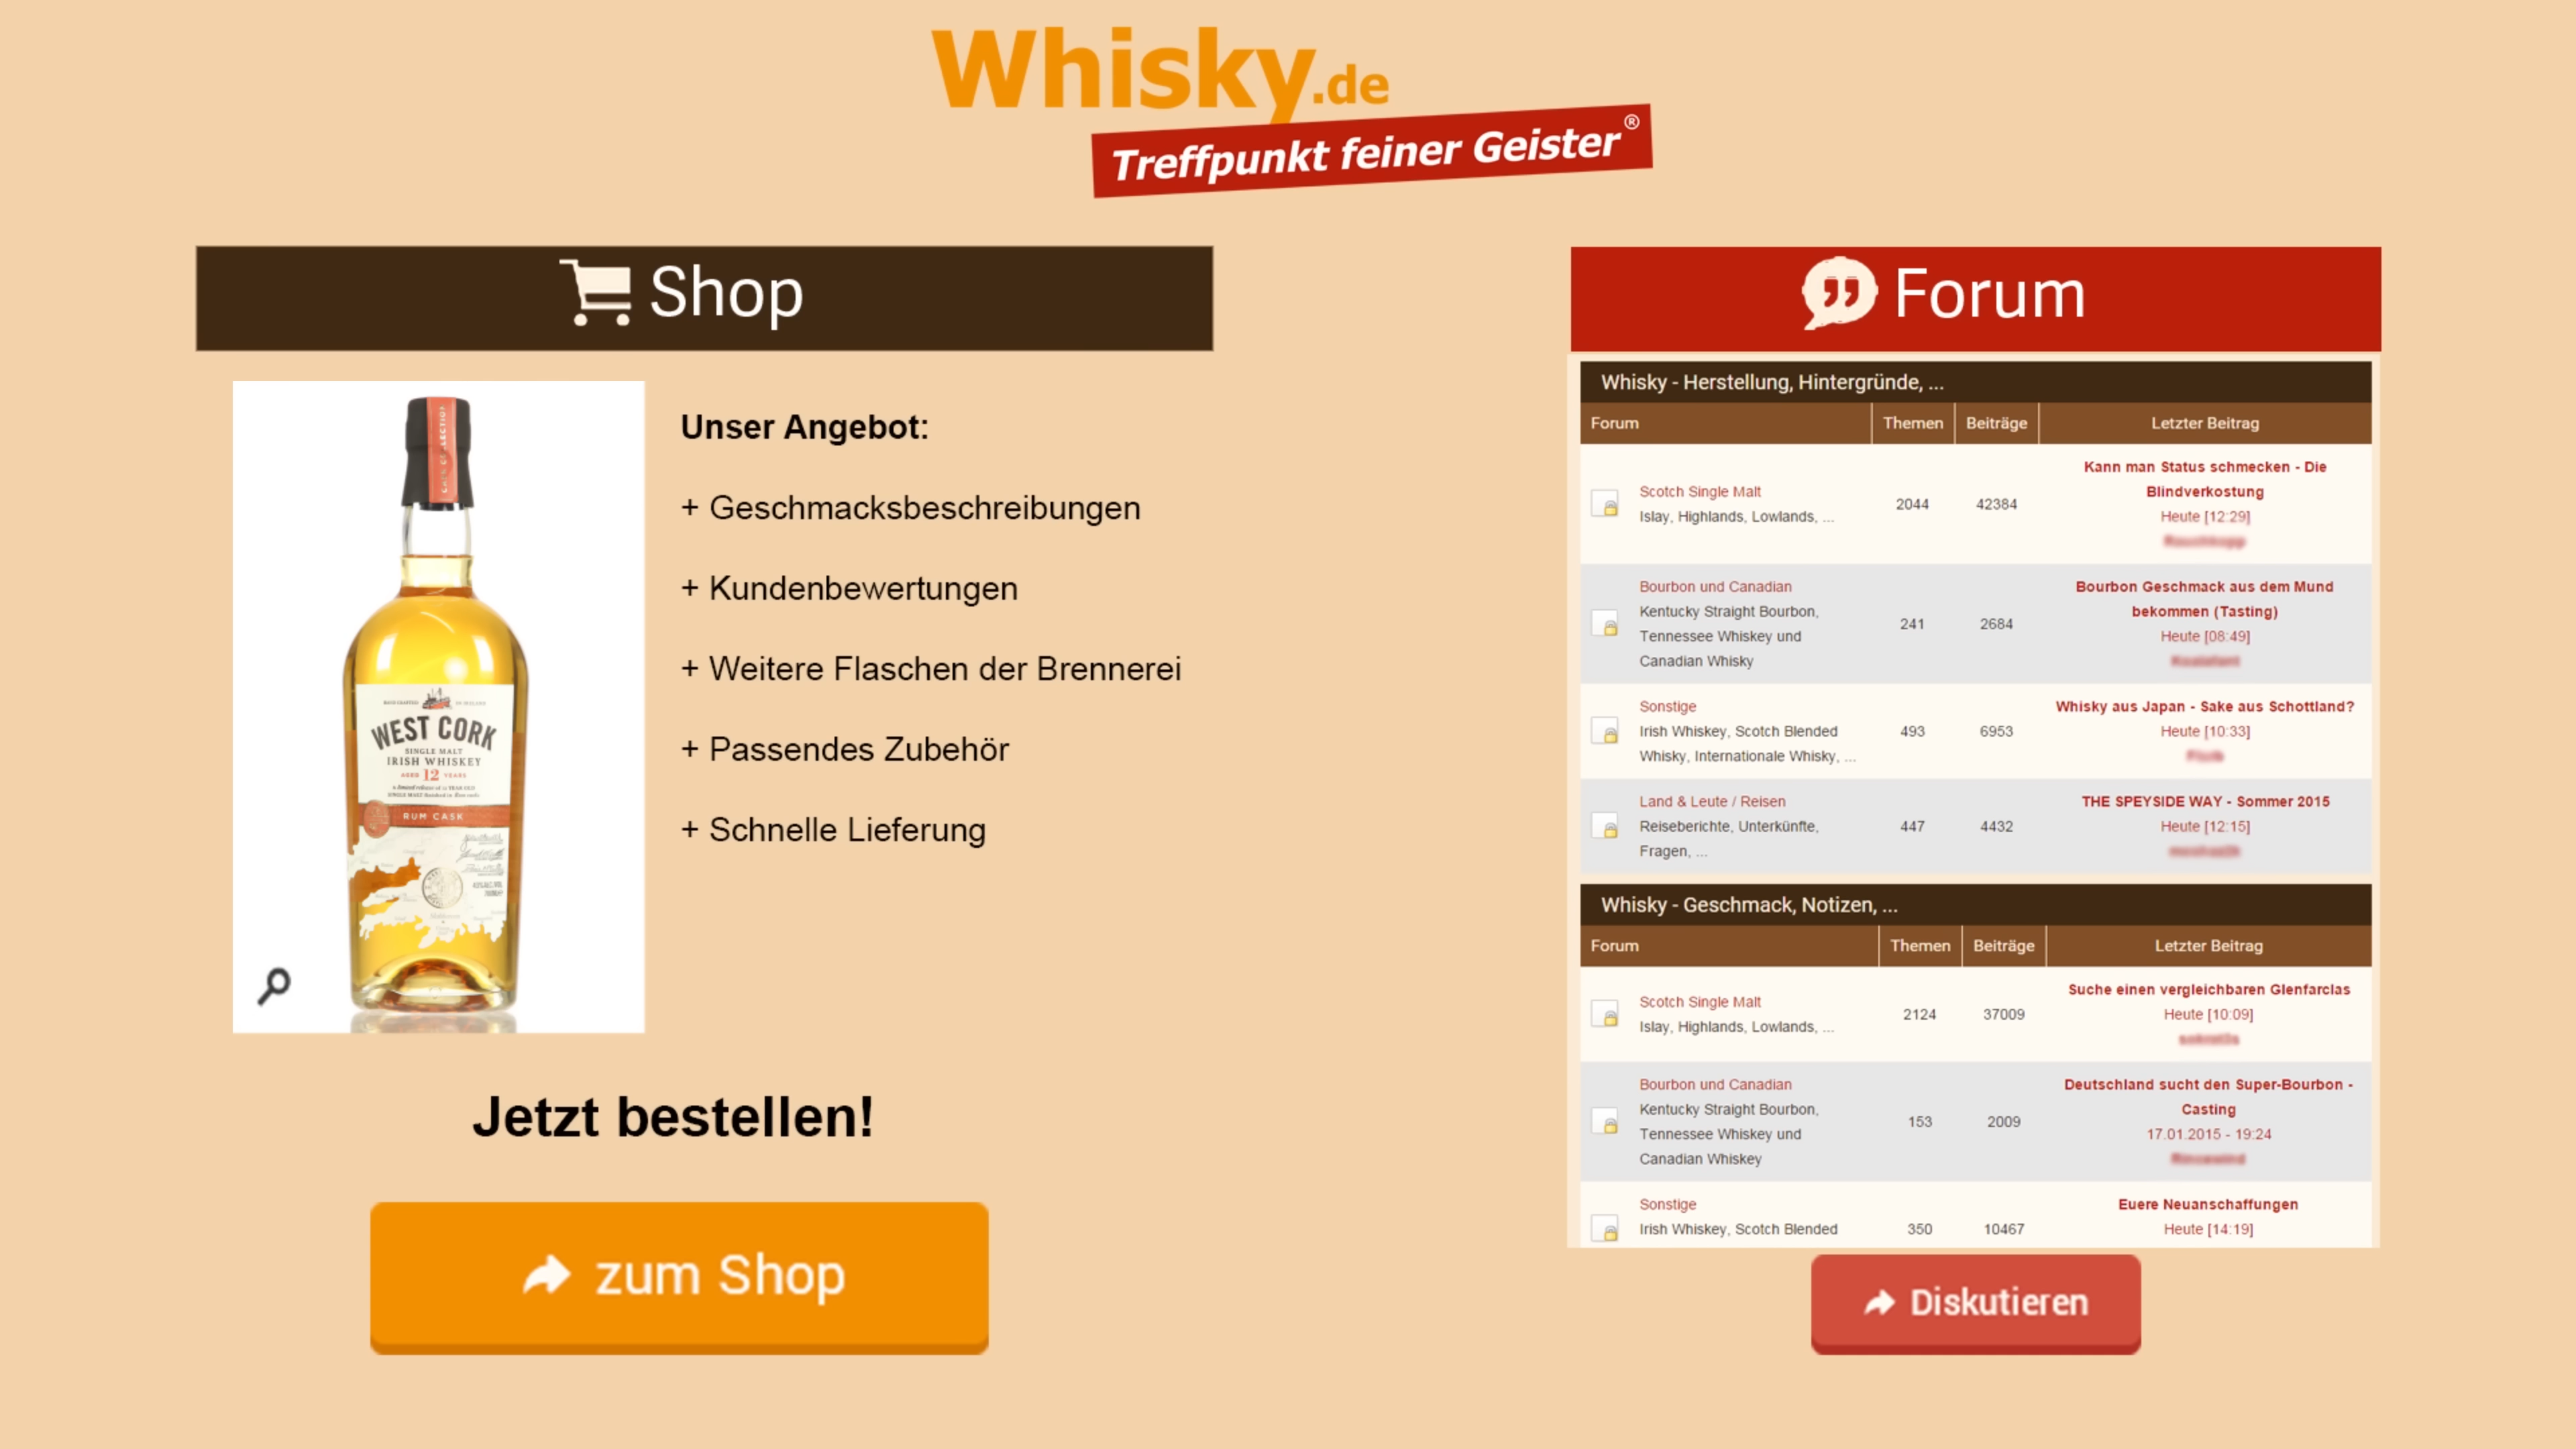 Whisky.de
Treffpunkt feiner Geister®
Shop
Unser Angebot:
+ Geschmacksbeschreibungen
+ Kundenbewertungen
+ Weitere Flaschen der Brennerei
+ Passendes Zubehör
+ Schnelle Lieferung
WEST CORK
SINGLE MALT
IRISH WHISKEY
AGED 12 YEARS
RUM CASK
Jetzt bestellen!
zum Shop
Forum
Whisky - Herstellung, Hintergründe, ...
Forum Themen Beiträge Letzter Beitrag
Kann man Status schmecken - Die
Scotch Single Malt Blindverkostung
Islay, Highlands, Lowlands, ... 2044 42384 Heute [12:29]
Bourbon und Canadian Bourbon Geschmack aus dem Mund
Kentucky Straight Bourbon, bekommen (Tasting)
Tennessee Whiskey und 241 2684 Heute [08:49]
Canadian Whisky
Sonstige Whisky aus Japan - Sake aus Schottland?
Irish Whiskey, Scotch Blended 493 6953 Heute [10:33]
Whisky, Internationale Whisky, ...
Land & Leute / Reisen THE SPEYSIDE WAY - Sommer 2015
Reiseberichte, Unterkünfte, 447 4432 Heute [12:15]
Fragen, ...
Whisky - Geschmack, Notizen, ...
Forum Themen Beiträge Letzter Beitrag
Suche einen vergleichbaren Glenfarclas
Scotch Single Malt 2124 37009 Heute [10:09]
Islay, Highlands, Lowlands, ...
Bourbon und Canadian Deutschland sucht den Super-Bourbon -
Kentucky Straight Bourbon, Casting
Tennessee Whiskey und 153 2009 17.01.2015 - 19:24
Canadian Whiskey
Sonstige Euere Neuanschaffungen
Irish Whiskey, Scotch Blended 350 10467 Heute [14:19]
Diskutieren